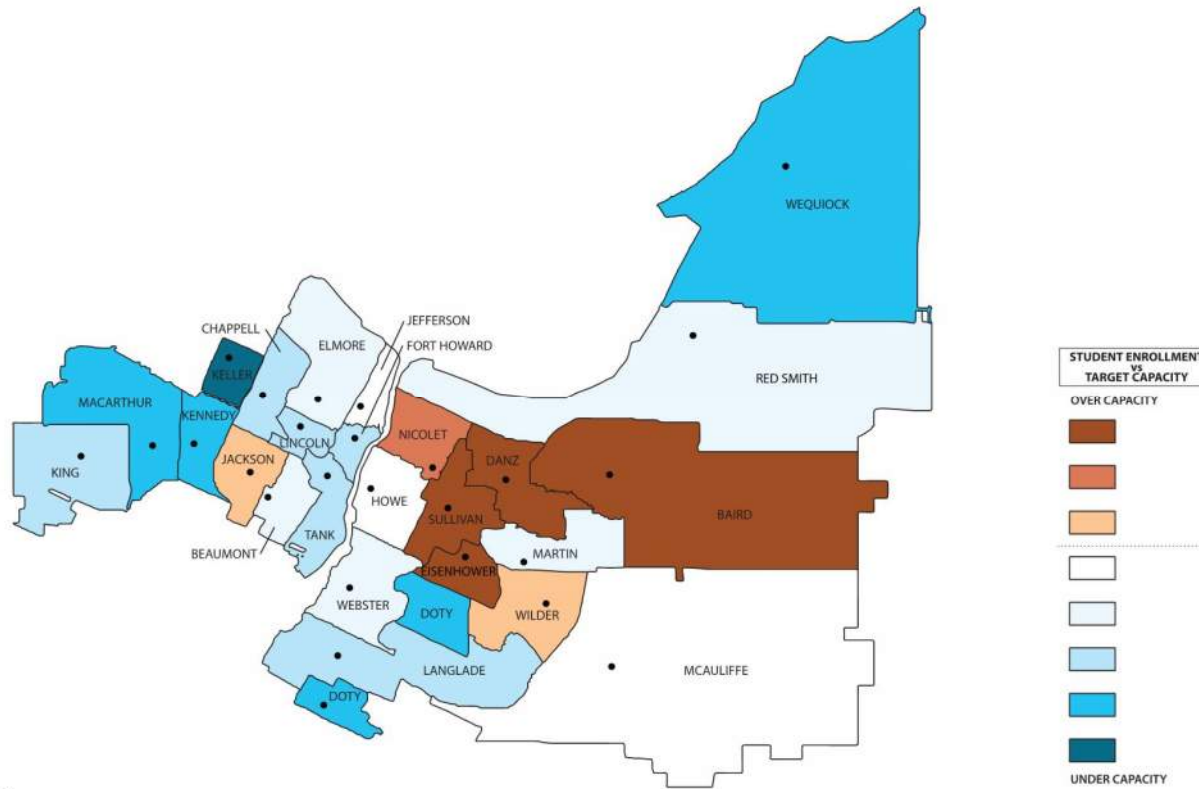 WEQUIOCK
JEFFERSON
CHAPPELL
FORT HOWARD
ELMORE
STUDENT ENROLLMENT
vs
TARGET CAPACITY
KELLER
RED SMITH
OVER CAPACITY
MACARTHUR
KENNEDY
NICOLET
LINCOLN
JACKSON
DANZ
KING
HOWE
BAIRD
SULLIVAN
TANK
BEAUMONT
MARTIN
EISENHOWER
WEBSTER
DOTY
WILDER
LANGLADE
MCAULIFFE
DOTY
UNDER CAPACITY